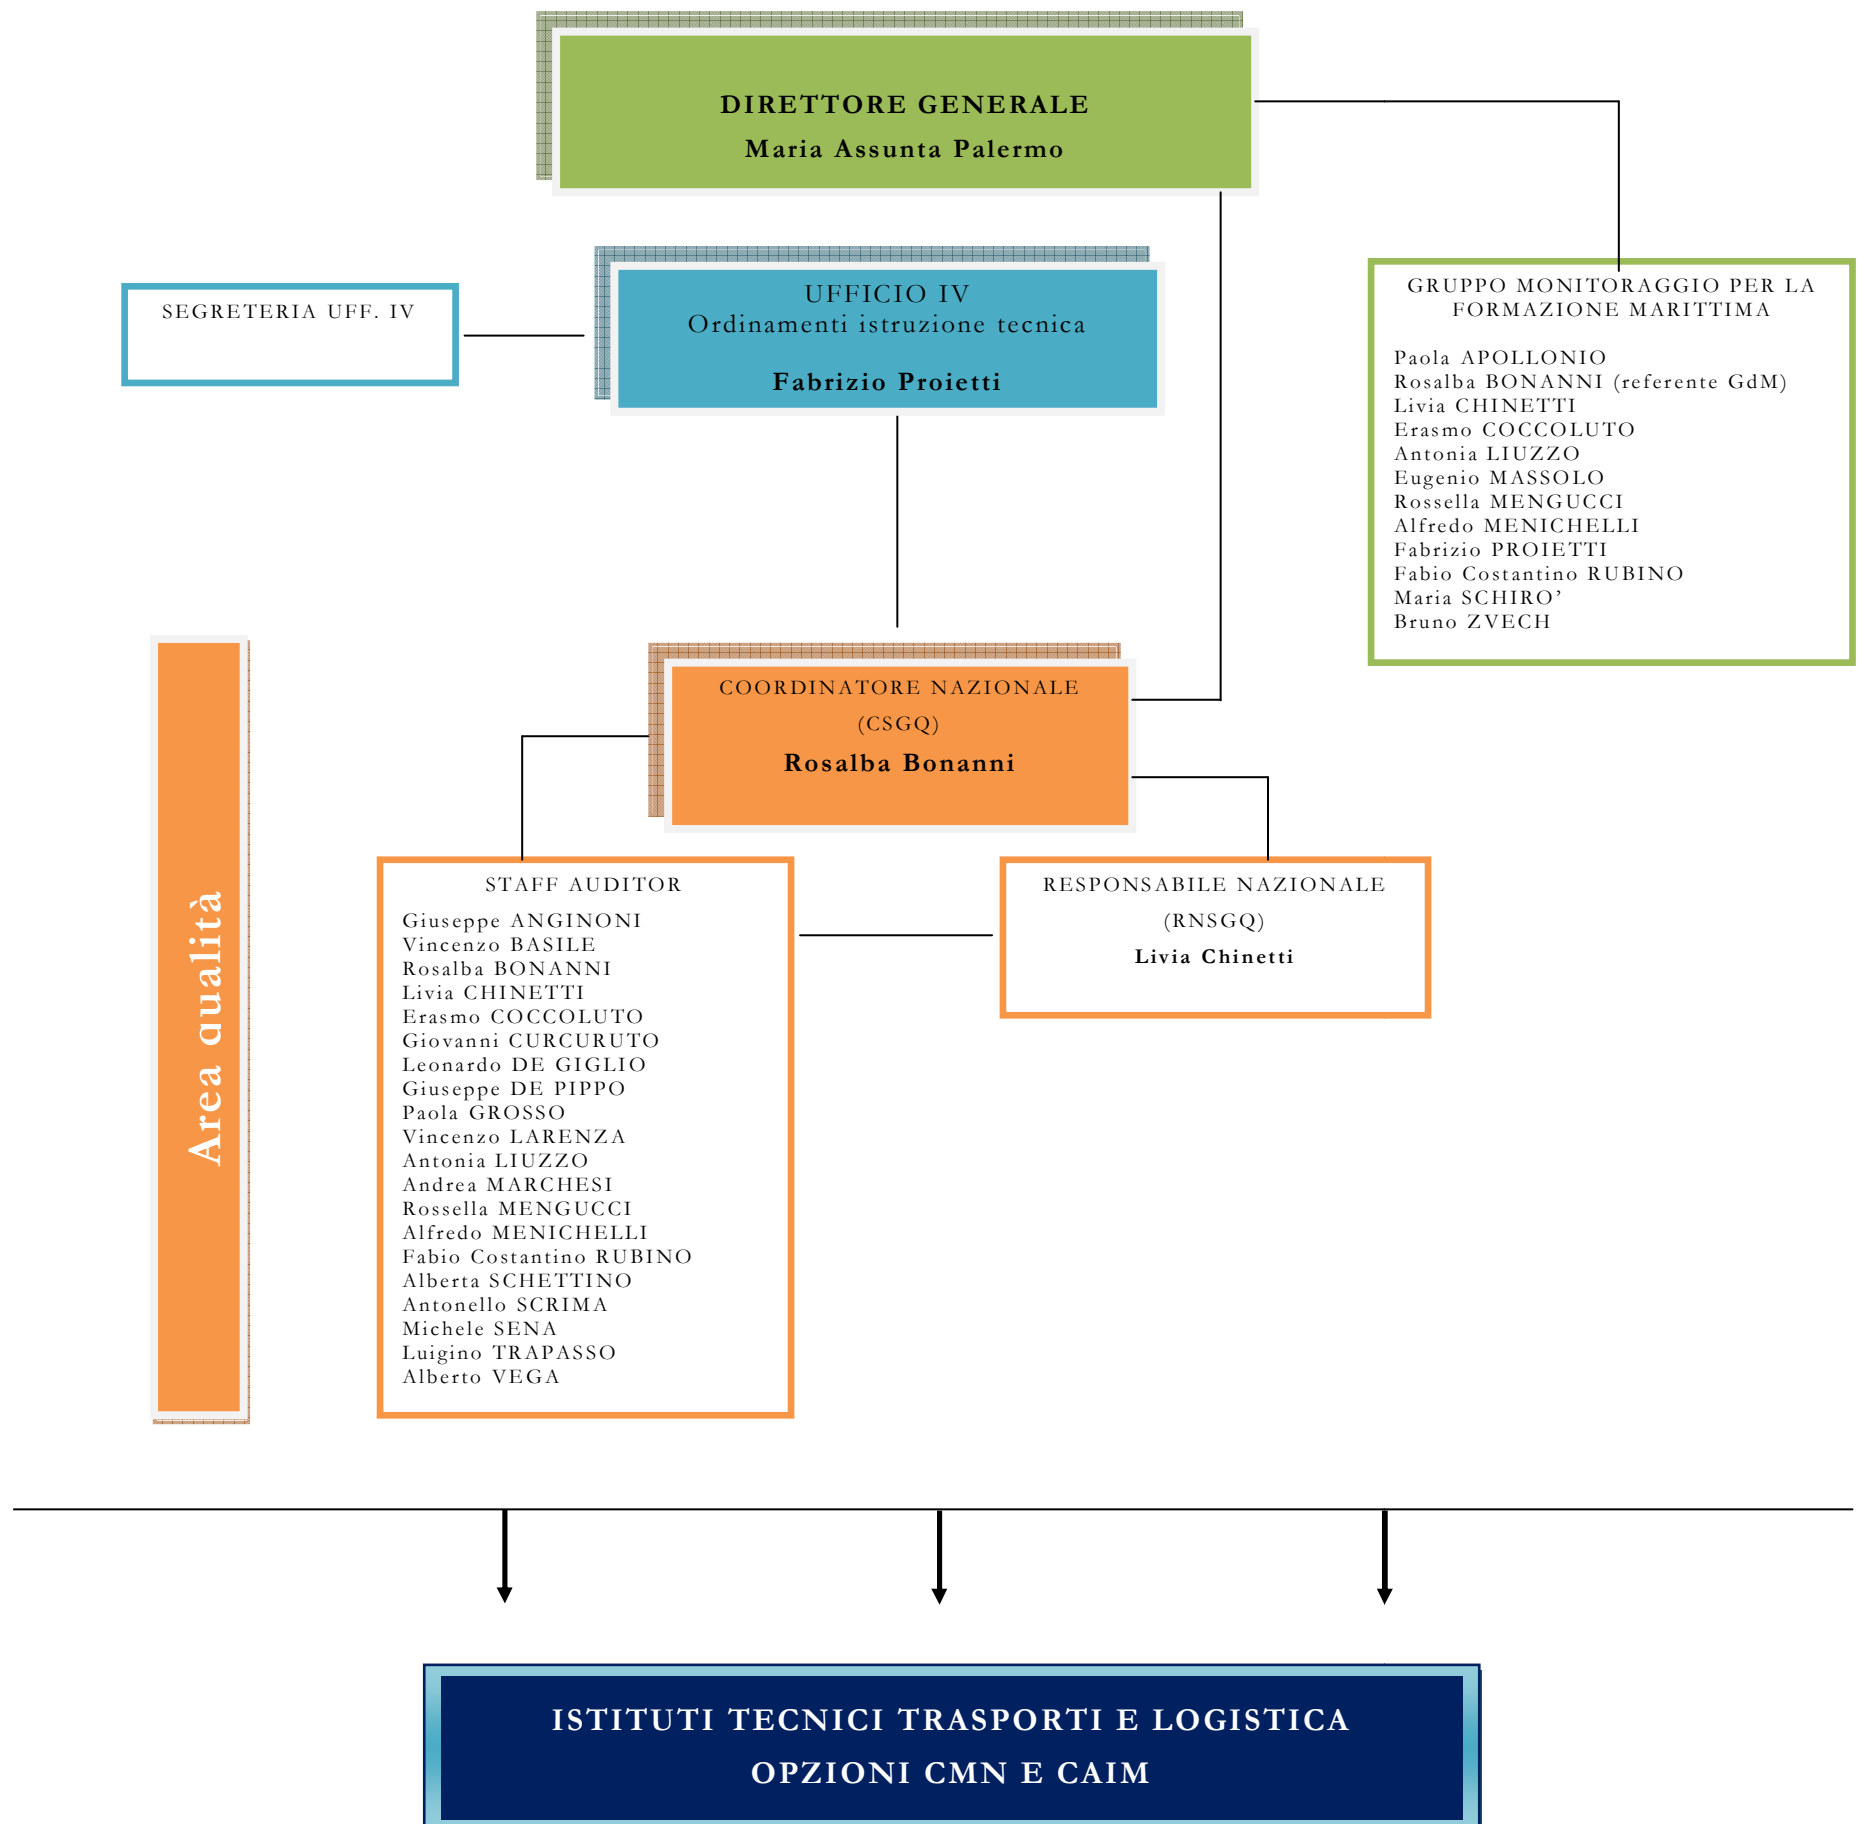 DIRETTORE GENERALE
Maria Assunta Palermo
SEGRETERIA UFF. IV
UFFICIO IV
Ordinamenti istruzione tecnica
Fabrizio Proietti
GRUPPO MONITORAGGIO PER LA
FORMAZIONE MARITTIMA
Paola APOLLONIO
Rosalba BONANNI (referente GdM)
Livia CHINETTI
Erasmo COCCOLUTO
Antonia LIUZZO
Eugenio MASSOLO
Rossella MENGUCCI
Alfredo MENICHELLI
Fabrizio PROIETTI
Fabio Costantino RUBINO
Maria SCHIRO’
Bruno ZVECH
Area qualità
COORDINATORE NAZIONALE
(CSGQ)
Rosalba Bonanni
STAFF AUDITOR
Giuseppe ANGINONI
Vincenzo BASILE
Rosalba BONANNI
Livia CHINETTI
Erasmo COCCOLUTO
Giovanni CURCURUTO
Leonardo DE GIGLIO
Giuseppe DE PIPPO
Paola GROSSO
Vincenzo LARENZA
Antonia LIUZZO
Andrea MARCHESI
Rossella MENGUCCI
Alfredo MENICHELLI
Fabio Costantino RUBINO
Alberta SCHETTINO
Antonello SCRIMA
Michele SENA
Luigino TRAPASSO
Alberto VEGA
RESPONSABILE NAZIONALE
(RNSGQ)
Livia Chinetti
ISTITUTI TECNICI TRASPORTI E LOGISTICA
OPZIONI CMN E CAIM